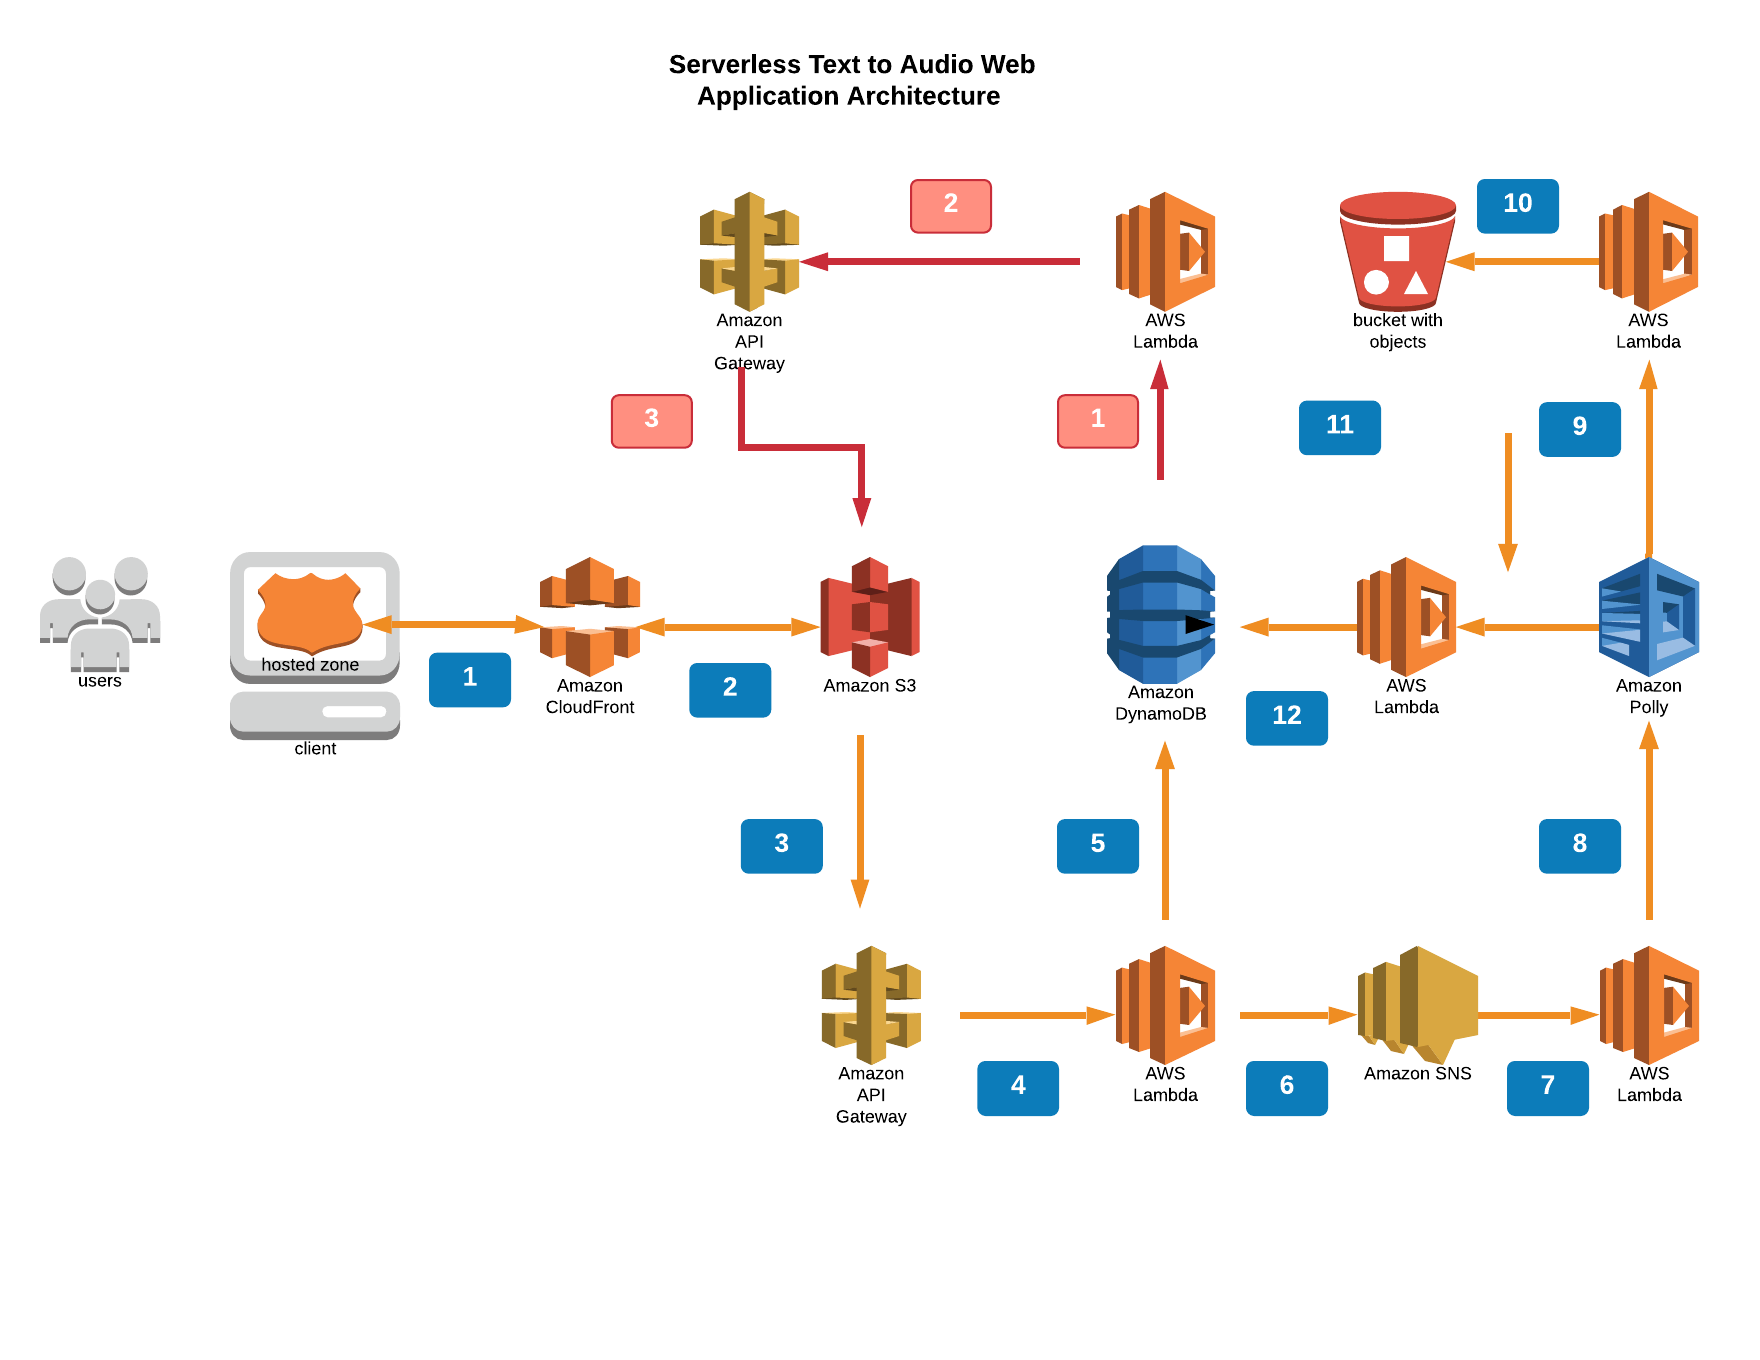 Serverless Text to Audio Web
Application Architecture
2
10
Amazon
API
Gateway
AWS
Lambda
bucket with
objects
AWS
Lambda
3
1
11
9
users
hosted zone
client
1
Amazon
CloudFront
2
Amazon S3
Amazon
DynamoDB
12
AWS
Lambda
Amazon
Polly
3
5
8
Amazon
API
Gateway
4
AWS
Lambda
6
Amazon SNS
7
AWS
Lambda